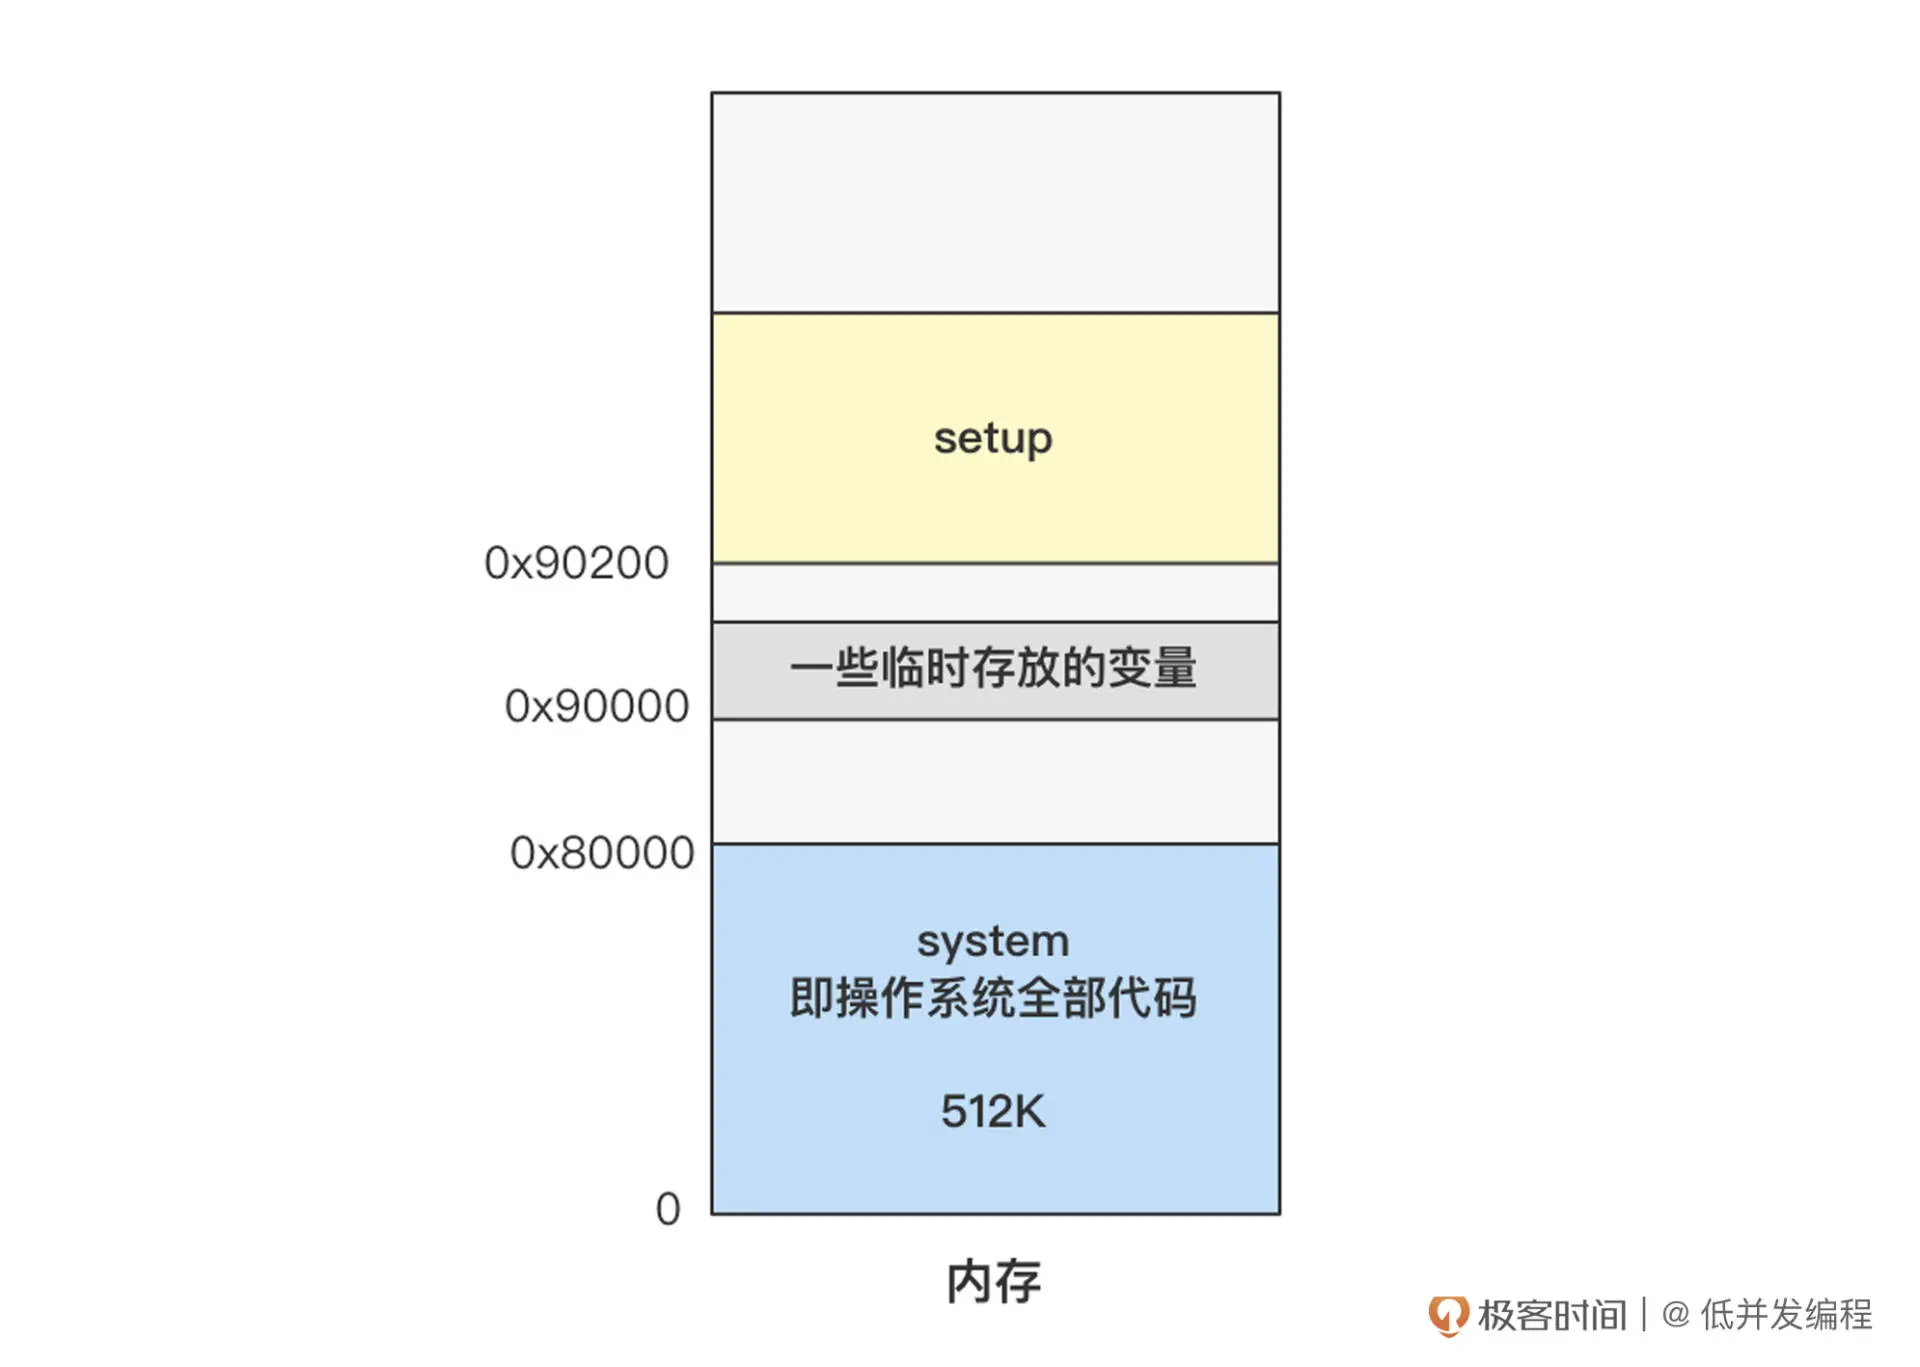 setup
0x90200
一些临时存放的变量
0x90000
0x80000
system
即操作系统全部代码
512K
0
内存
极客时间 | @ 低并发编程